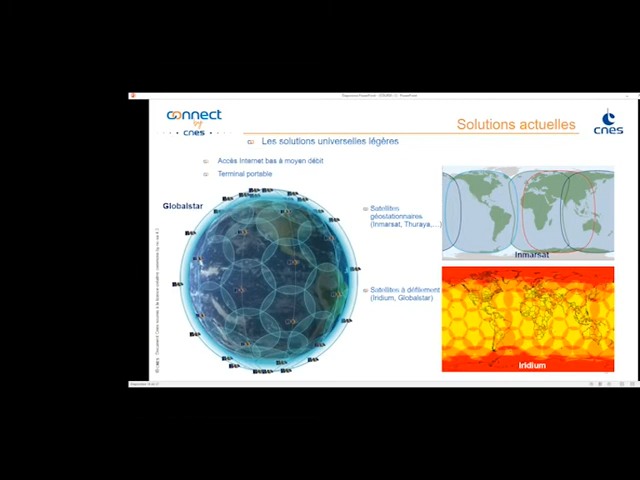 connect
by
cnes
Solutions actuelles
cnes
Les solutions universelles légères
Accès Internet bas à moyen débit
Terminal portable
Globalstar
Satellites
géostationnaires
(Inmarsat, Thuraya,...)
Inmarsat
Satellites à défilement
(Iridium, Globalstar)
Iridium